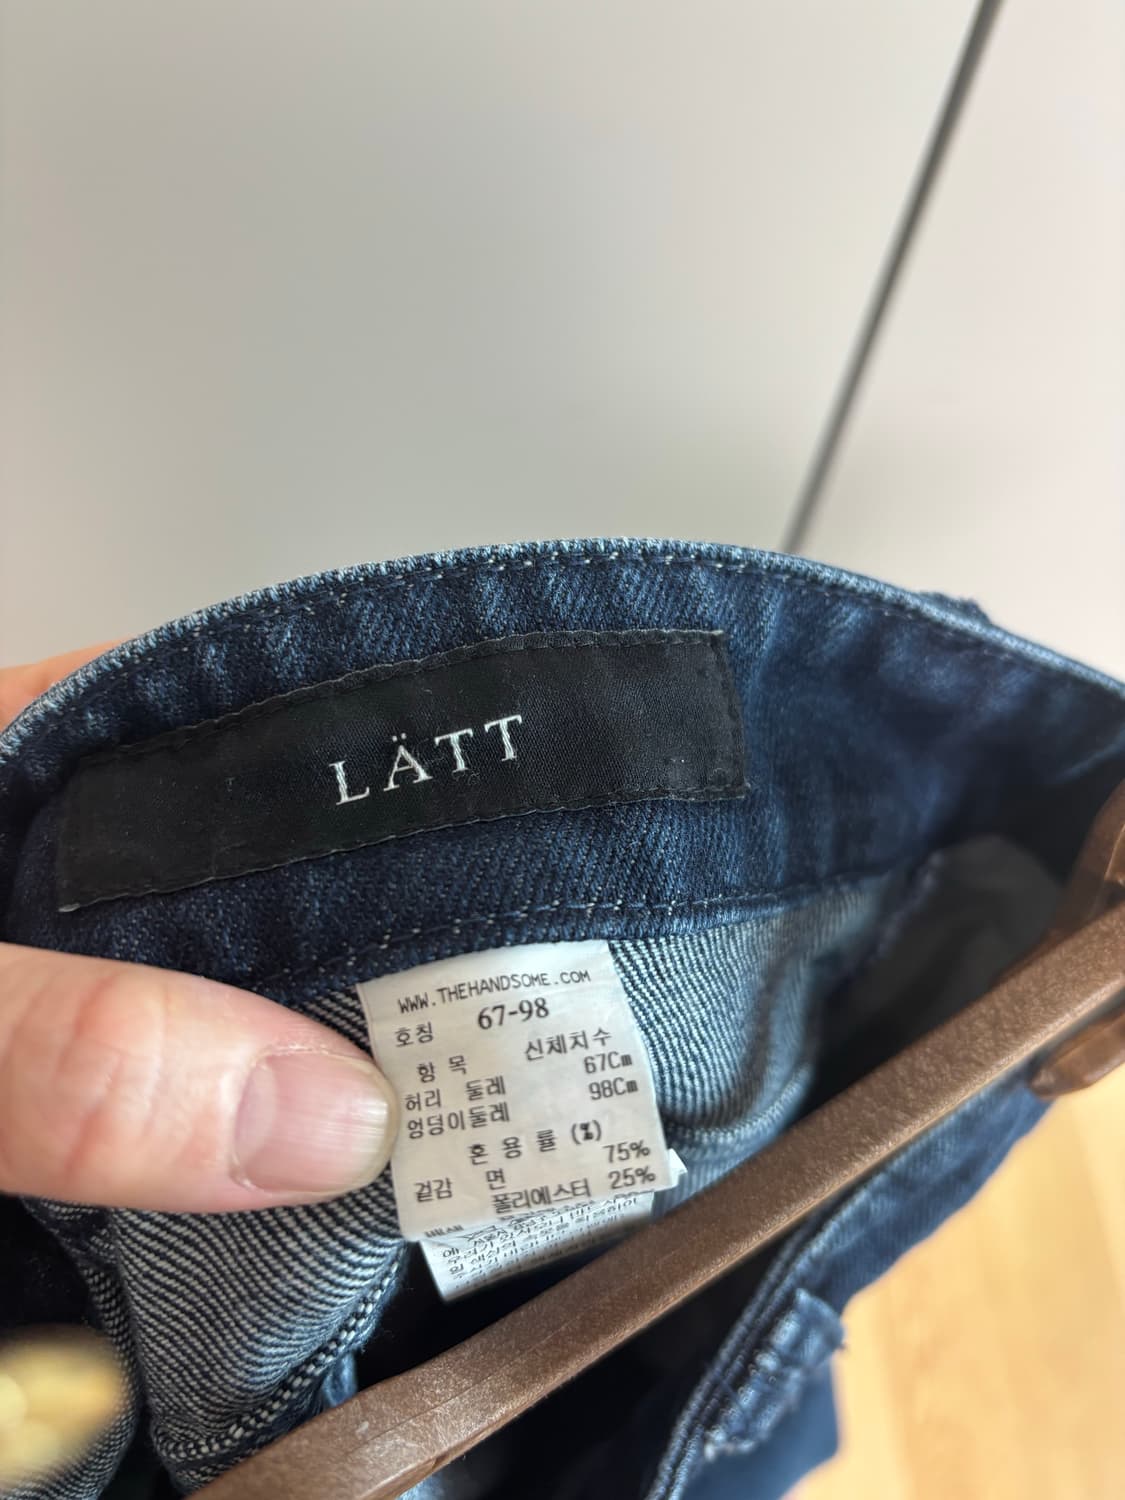 LÄTT
WWW.THEHANDSOME.COM
호칭 67-98
항 목 신체치수
허리 둘레 67Cm
엉덩이둘레 98Cm
혼 용 률 (%)
겉감 면 75%
폴리에스터 25%